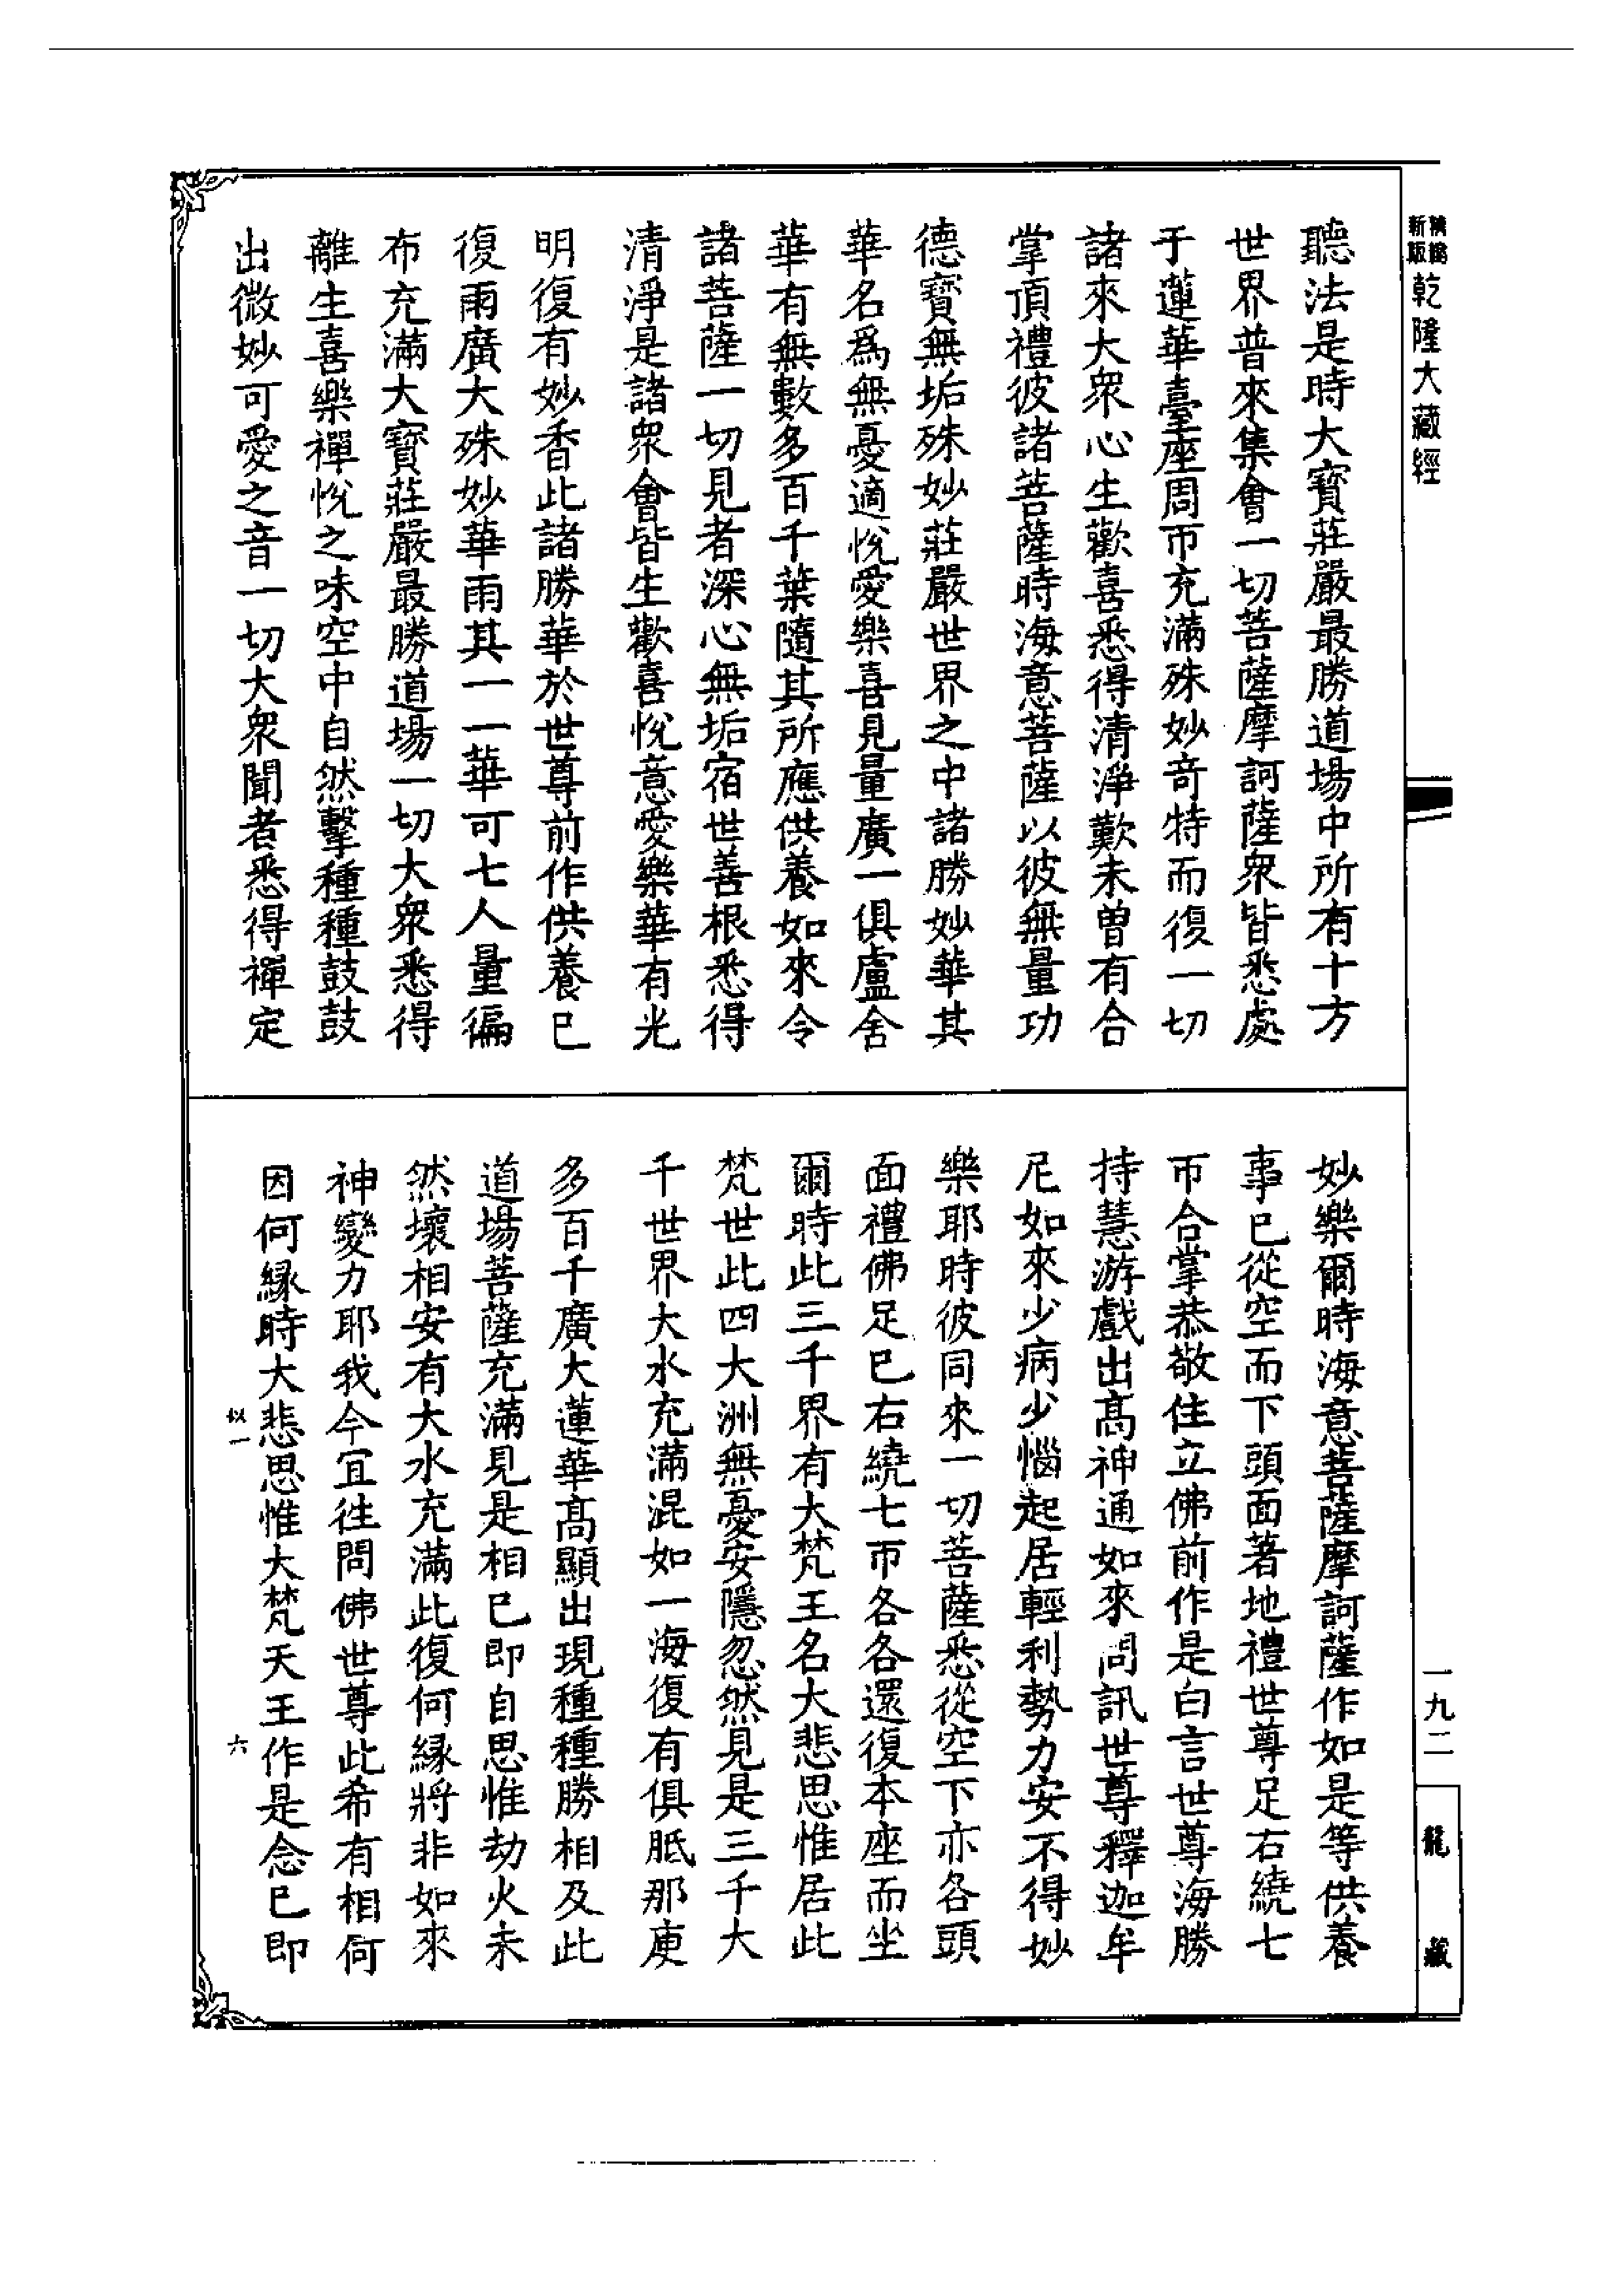 新版
乾隆大藏經
聽法是時大寶莊嚴最勝道場中所有十方
世界普來集會一切菩薩摩訶薩眾皆悉處
于蓮華臺座周帀充滿殊妙奇特而復一切
諸來大眾心生歡喜悉得清淨歎未曾有合
掌頂禮彼諸菩薩時海意菩薩以彼無量功
德寶無垢殊妙莊嚴世界之中諸勝妙華其
華名為無憂適悅愛樂喜見量廣一俱盧舍
華有無數多百千葉隨其所應供養如來令
諸菩薩一切見者深心無垢宿世善根悉得
清淨是諸眾會皆生歡喜悅意愛樂華有光
明復有妙香此諸勝華於世尊前作供養已
復雨廣大殊妙華雨其一一華可七人量徧
布充滿大寶莊嚴最勝道場一切大眾悉得
離生喜樂禪悅之味空中自然擊種種鼓鼓
出微妙可愛之音一切大眾聞者悉得禪定
妙樂爾時海意菩薩摩訶薩作如是等供養
事已從空而下頭面著地禮世尊足右繞七
帀合掌恭敬住立佛前作是白言世尊海勝
持慧游戲出高神通如來問訊世尊釋迦牟
尼如來少病少惱起居輕利勢力安不得妙
樂耶時彼同來一切菩薩悉從空下亦各頭
面禮佛足已右繞七帀各各還復本座而坐
爾時此三千界有大梵王名大悲思惟居此
梵世此四大洲無憂安隱忽然見是三千大
千世界大水充滿混如一海復有俱胝那庾
多百千廣大蓮華高顯出現種種勝相及此
道場菩薩充滿見是相已即自思惟劫火未
然壞相安有大水充滿此復何緣將非如來
神變力耶我今宜往問佛世尊此希有相何
因何緣時大悲思惟大梵天王作是念已即
似一
六
一九二
龍藏